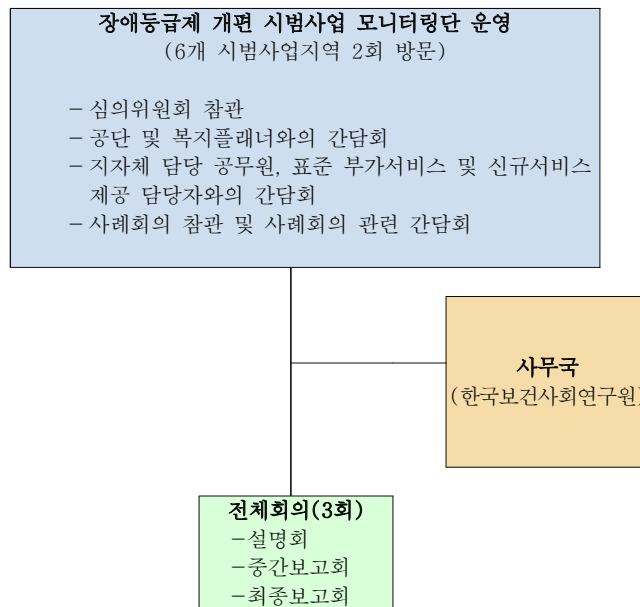 장애등급제 개편 시범사업 모니터링단 운영
(6개 시범사업지역 2회 방문)
- 심의위원회 참관
- 공단 및 복지플래너와의 간담회
- 지자체 담당 공무원, 표준 부가서비스 및 신규서비스
제공 담당자와의 간담회
- 사례회의 참관 및 사례회의 관련 간담회
사무국
(한국보건사회연구원)
전체회의(3회)
-설명회
-중간보고회
-최종보고회